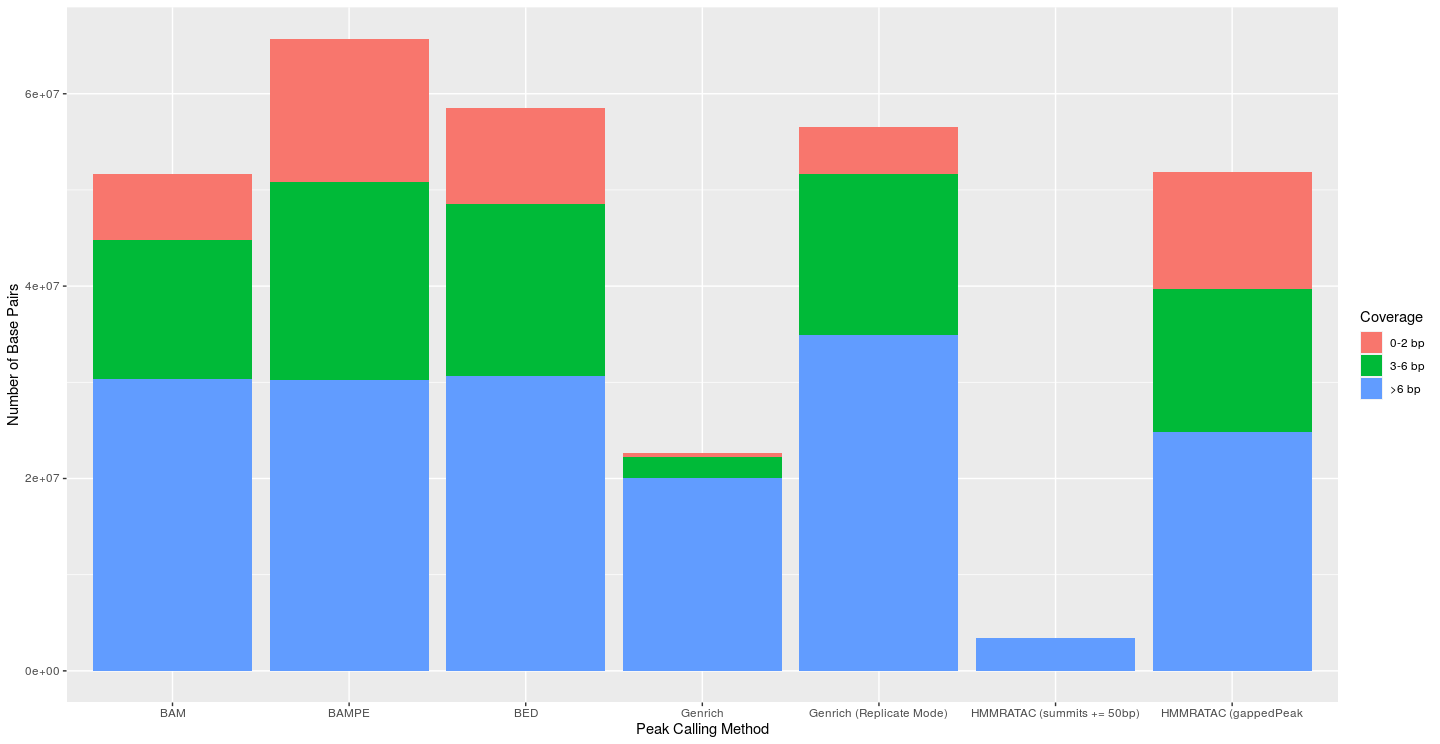 Number of Base Pairs
6e+07
4e+07
2e+07
0e+00
BAM
BAMPE
BED
Genrich
Genrich (Replicate Mode)
HMMRATAC (summits += 50bp)
HMMRATAC (gappedPeak
Peak Calling Method
Coverage
0-2 bp
3-6 bp
>6 bp